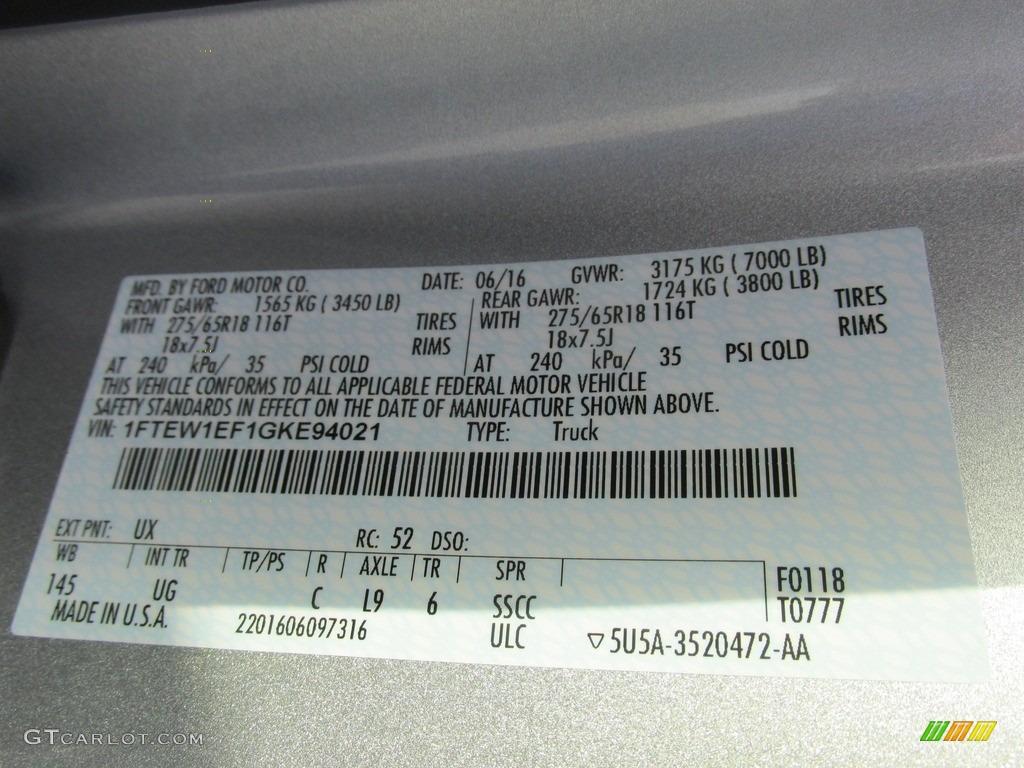 MFD. BY FORD MOTOR CO. DATE: 06/16 GVWR: 3175 KG ( 7000 LB)
FRONT GAWR: 1565 KG ( 3450 LB) REAR GAWR: 1724 KG ( 3800 LB)
WITH 275/65R18 116T TIRES WITH 275/65R18 116T TIRES
18x7.5J RIMS 18x7.5J RIMS
AT 240 kPa/ 35 PSI COLD AT 240 kPa/ 35 PSI COLD
THIS VEHICLE CONFORMS TO ALL APPLICABLE FEDERAL MOTOR VEHICLE
SAFETY STANDARDS IN EFFECT ON THE DATE OF MANUFACTURE SHOWN ABOVE.
VIN: 1FTEW1EF1GKE94021 TYPE: Truck
EXT PNT: UX RC: 52 DSO:
WB INT TR TP/PS R AXLE TR SPR F0118
145 UG C L9 6 SSCC T0777
MADE IN U.S.A. 2201606097316 ULC ▽5U5A-3520472-AA
GTCARLOT.COM